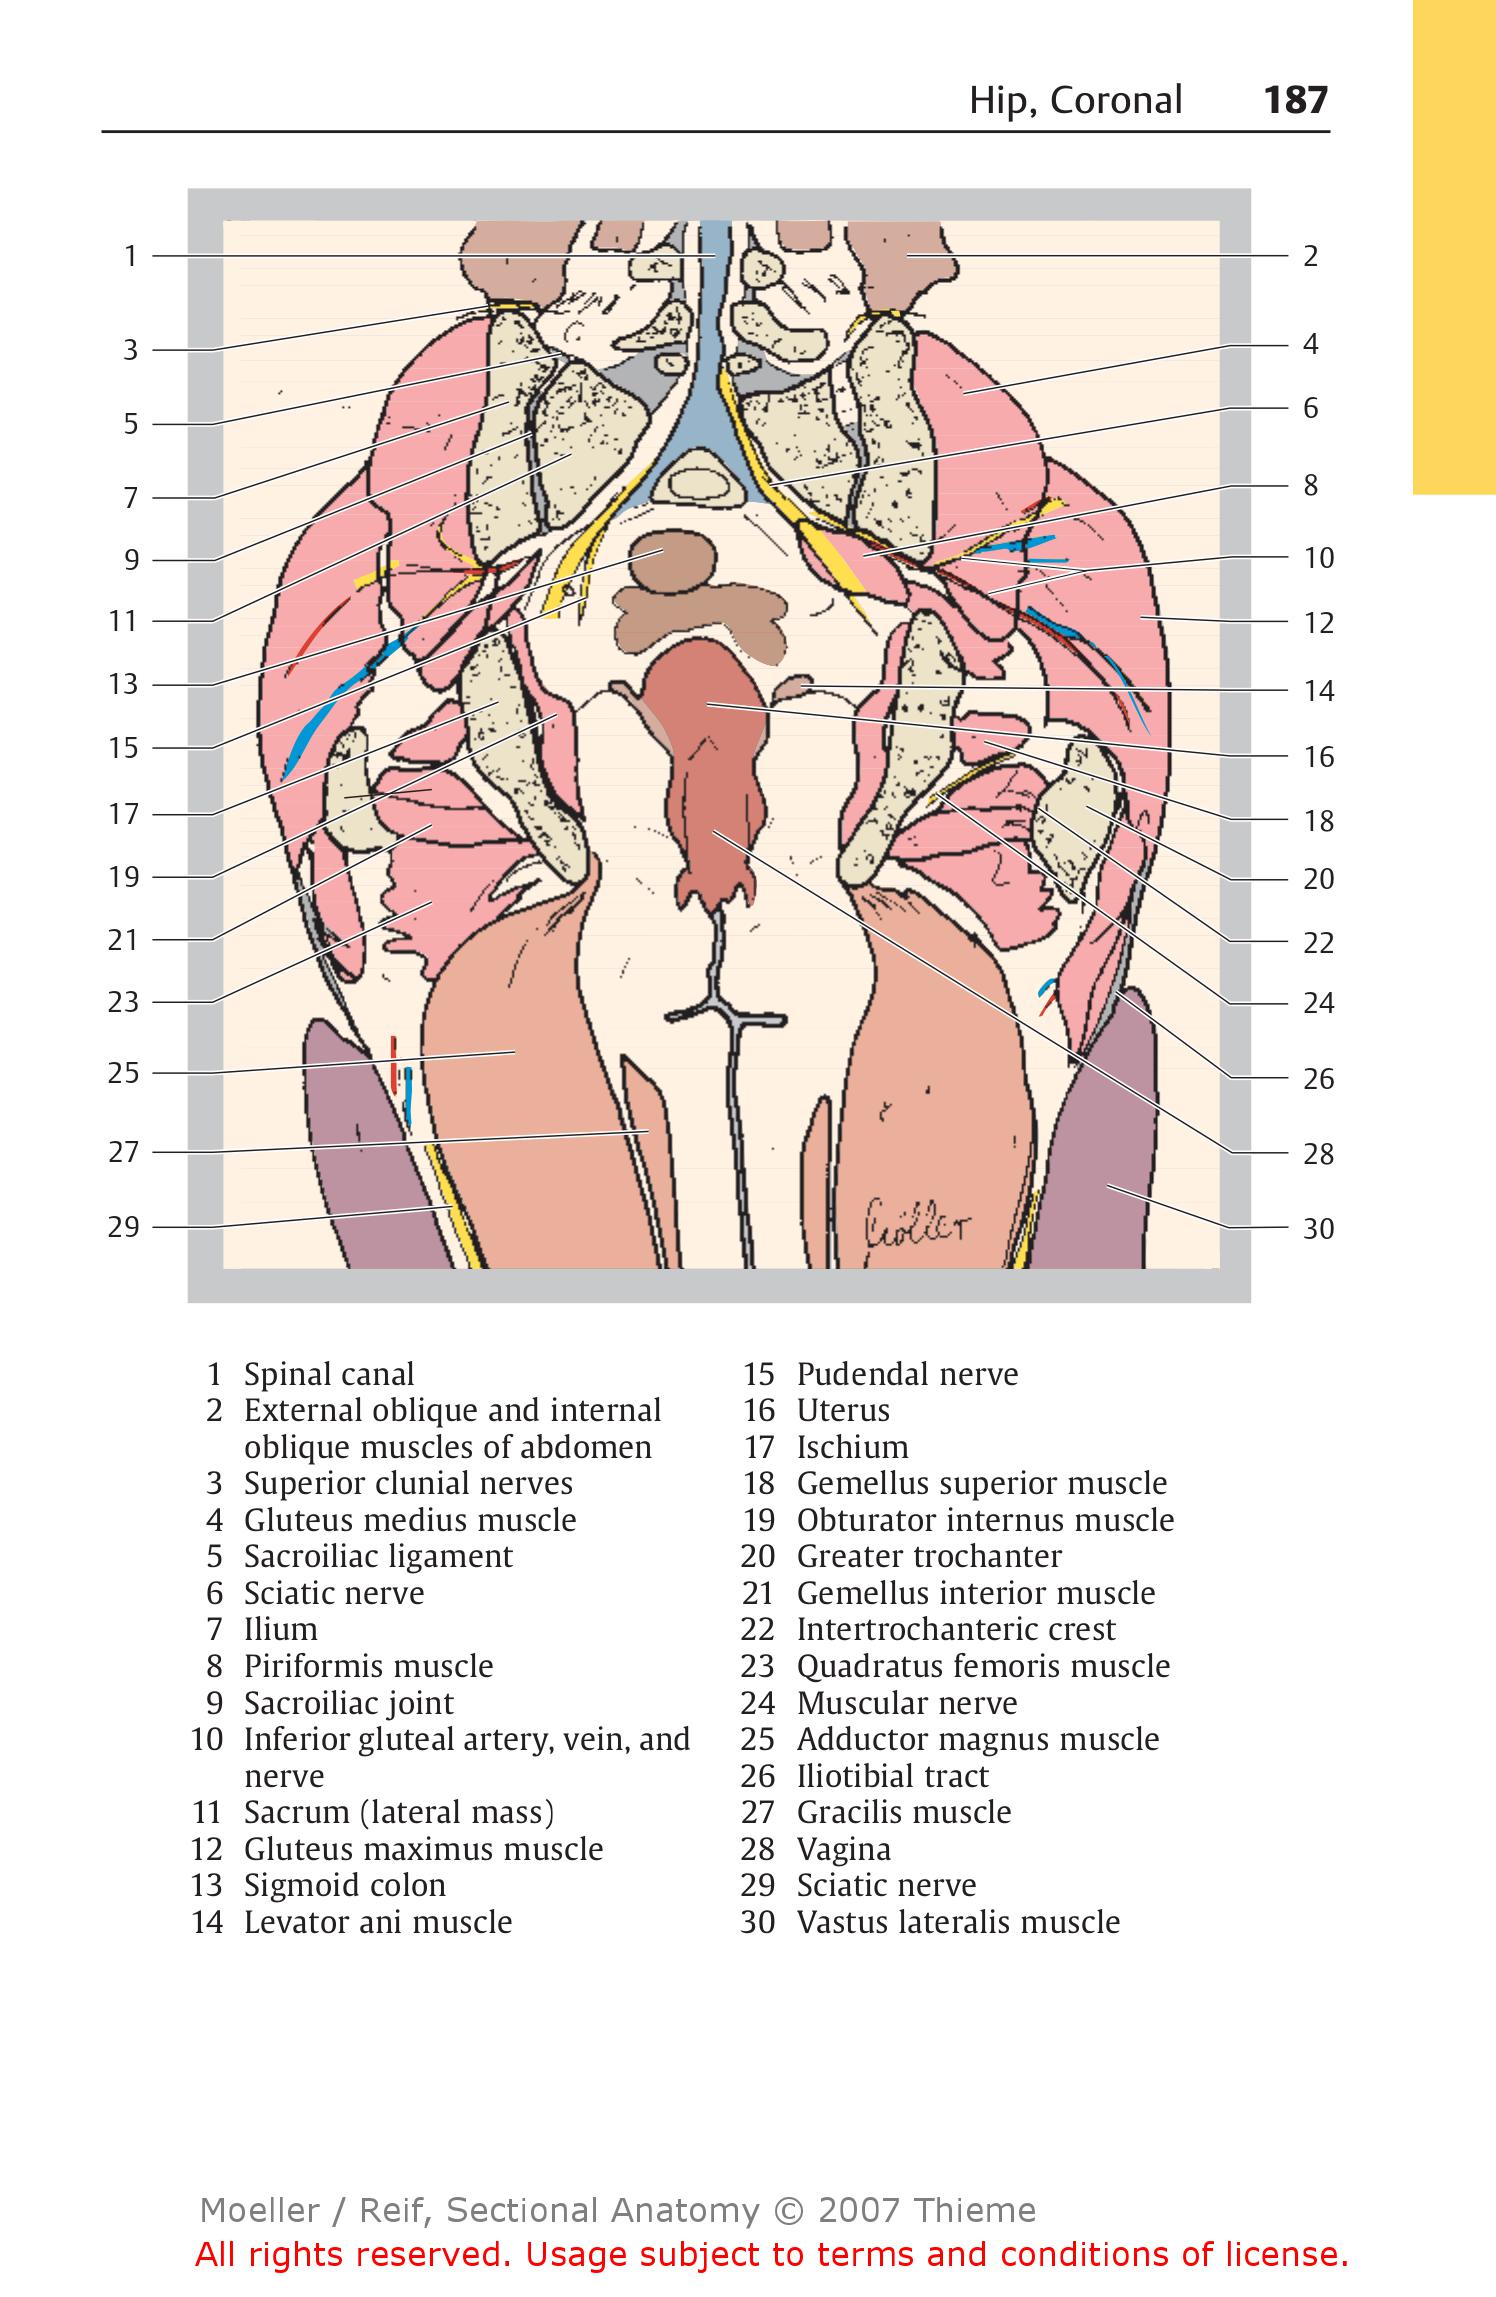 Hip, Coronal 187
1
2
3
4
5
6
7
8
9
10
11
12
13
14
15
16
17
18
19
20
21
22
23
24
25
26
27
28
29
30
1 Spinal canal
2 External oblique and internal
oblique muscles of abdomen
3 Superior clunial nerves
4 Gluteus medius muscle
5 Sacroiliac ligament
6 Sciatic nerve
7 Ilium
8 Piriformis muscle
9 Sacroiliac joint
10 Inferior gluteal artery, vein, and
nerve
11 Sacrum (lateral mass)
12 Gluteus maximus muscle
13 Sigmoid colon
14 Levator ani muscle
15 Pudendal nerve
16 Uterus
17 Ischium
18 Gemellus superior muscle
19 Obturator internus muscle
20 Greater trochanter
21 Gemellus interior muscle
22 Intertrochanteric crest
23 Quadratus femoris muscle
24 Muscular nerve
25 Adductor magnus muscle
26 Iliotibial tract
27 Gracilis muscle
28 Vagina
29 Sciatic nerve
30 Vastus lateralis muscle
Moeller / Reif, Sectional Anatomy © 2007 Thieme
All rights reserved. Usage subject to terms and conditions of license.